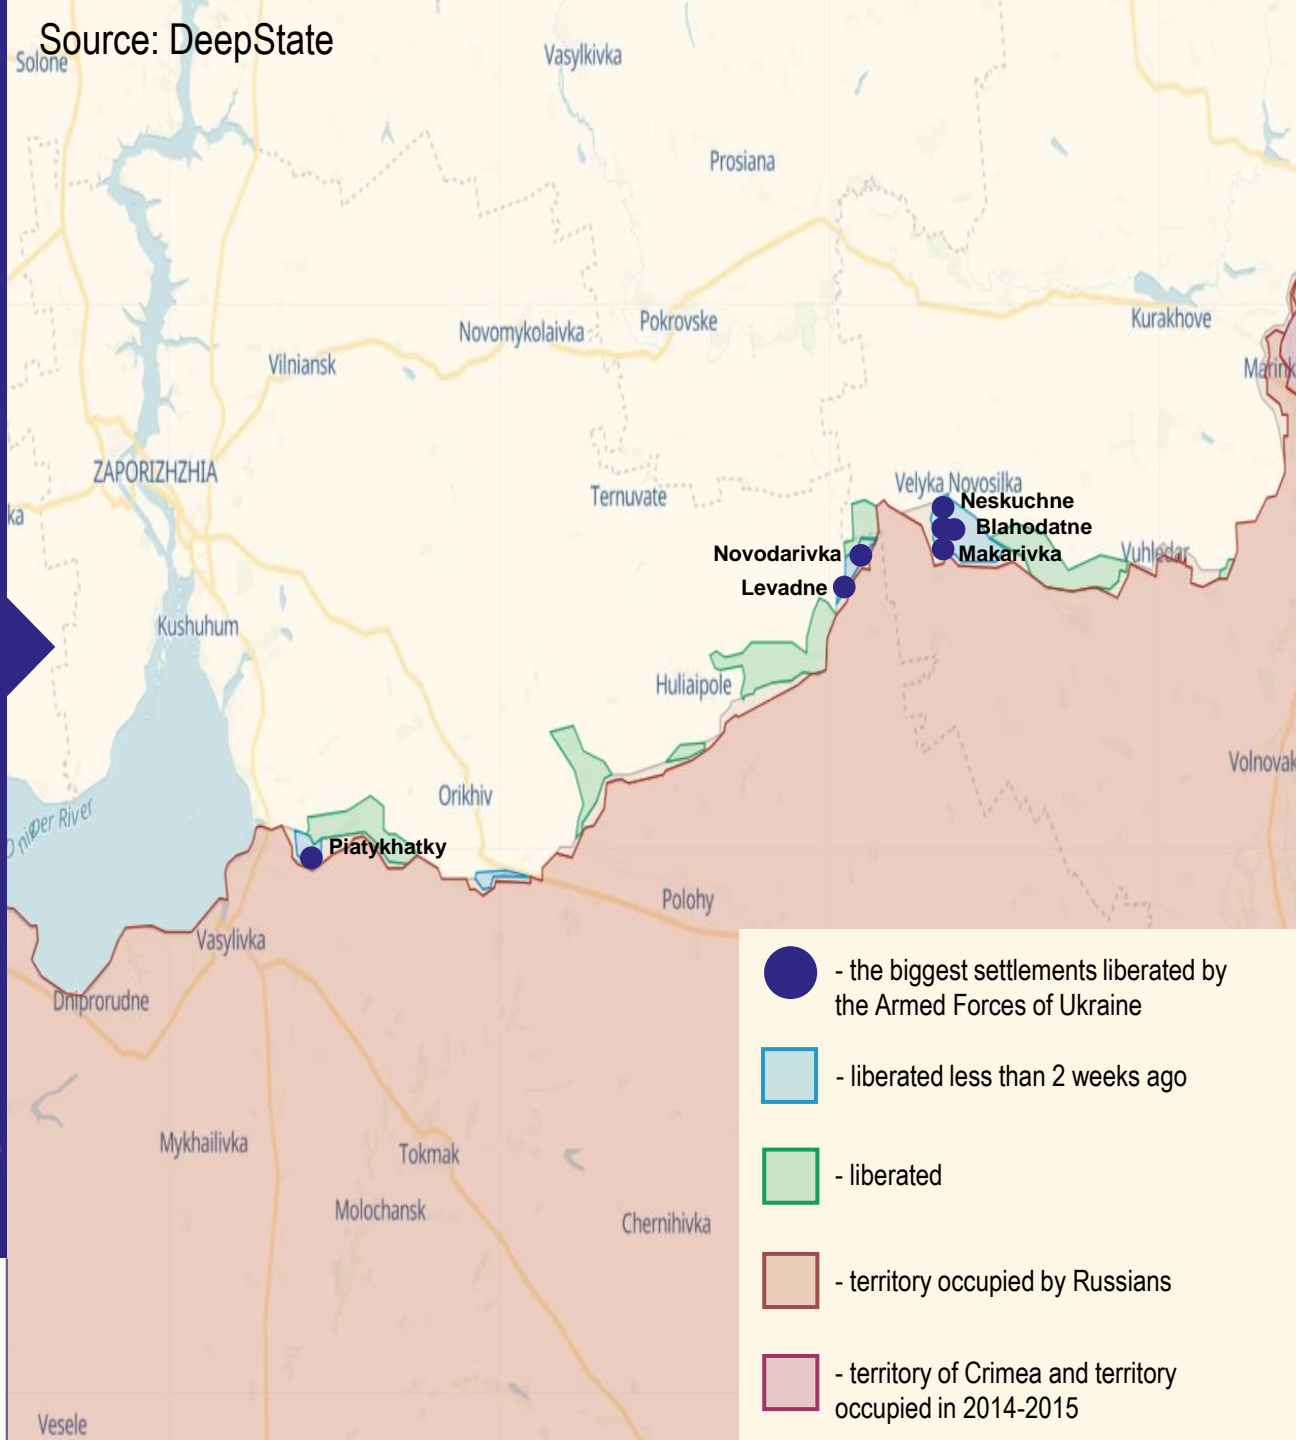 Source: DeepState
Solone
Vasylkivka
Prosiana
Kurakhove
Pokrovske
Novomykolaivka
Vilniansk
Marink
ZAPORIZHZHIA
Velyka Novosilka
Ternuvate
Neskuchne
ka
Blahodatne
Novodarivka
Makarivka
Vuhledar
Levadne
Kushuhum
Huliaipole
Volnovak
Orikhiv
River
Piatykhatky
Polohy
Vasylivka
Dniprorudne
Mykhailivka
Tokmak
Molochansk
Chernihivka
Vesele
- the biggest settlements liberated by
the Armed Forces of Ukraine
- liberated less than 2 weeks ago
- liberated
- territory occupied by Russians
- territory of Crimea and territory
occupied in 2014-2015